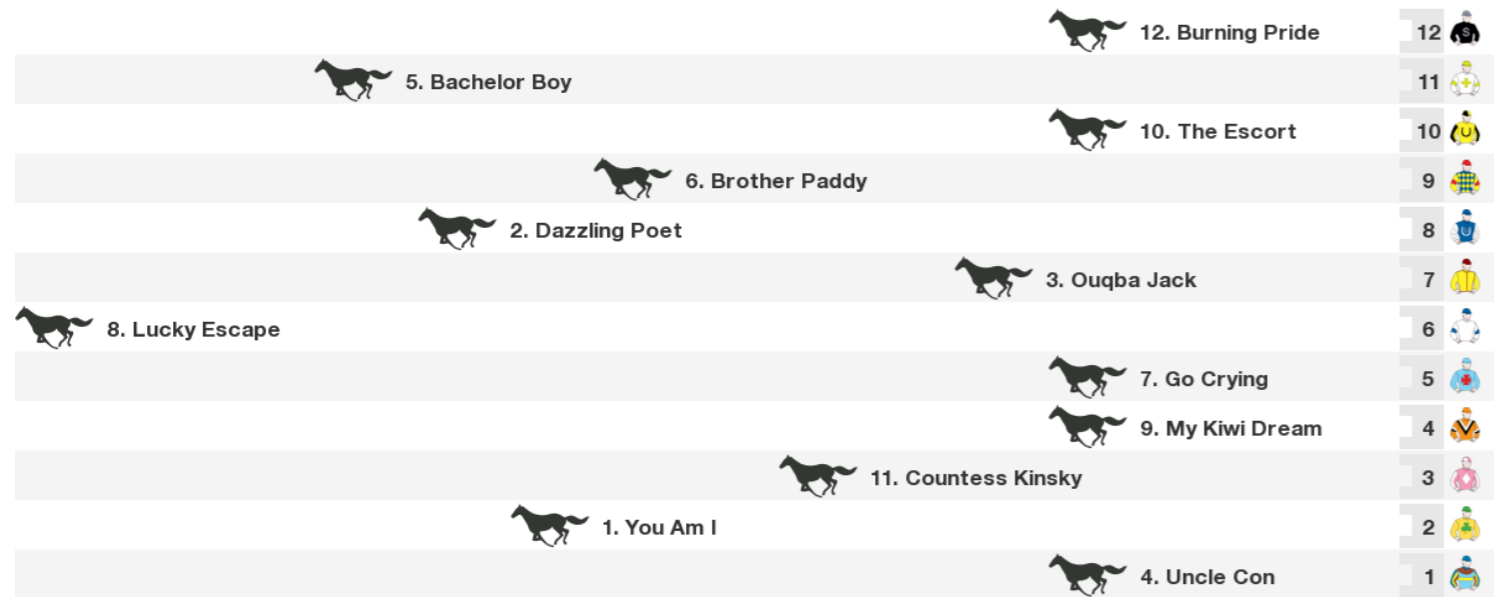 12. Burning Pride 12
5. Bachelor Boy 11
10. The Escort 10
6. Brother Paddy 9
2. Dazzling Poet 8
3. Ouqba Jack 7
8. Lucky Escape 6
7. Go Crying 5
9. My Kiwi Dream 4
11. Countess Kinsky 3
1. You Am I 2
4. Uncle Con 1